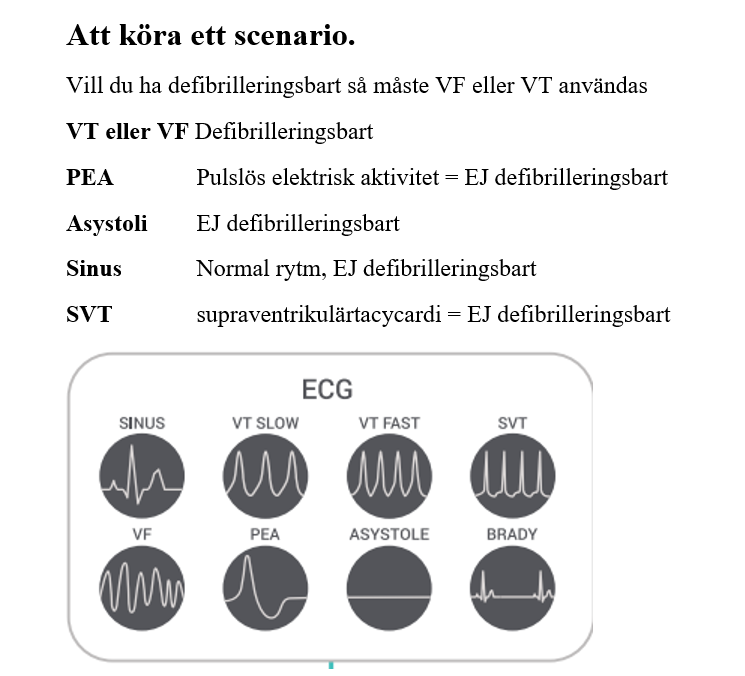 Att köra ett scenario.
Vill du ha defibrilleringsbart så måste VF eller VT användas
VT eller VF Defibrilleringsbart
PEA Pulslös elektrisk aktivitet = EJ defibrilleringsbart
Asystoli EJ defibrilleringsbart
Sinus Normal rytm, EJ defibrilleringsbart
SVT supraventrikulärtacycardi = EJ defibrilleringsbart
ECG
SINUS VT SLOW VT FAST SVT
VF PEA ASYSTOLE BRADY